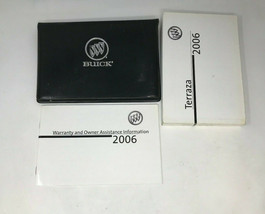 BUICK
Terraza
2006
Warranty and Owner Assistance Information
2006